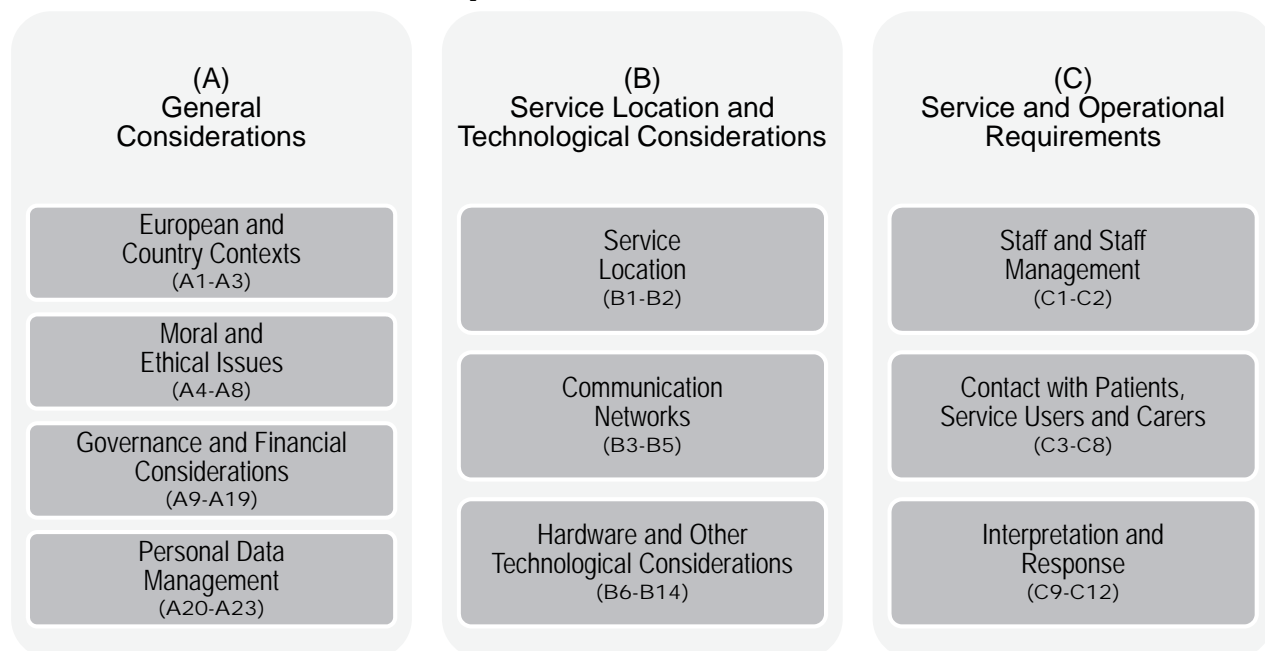 (A)
General
Considerations
European and
Country Contexts
(A1-A3)
Moral and
Ethical Issues
(A4-A8)
Governance and Financial
Considerations
(A9-A19)
Personal Data
Management
(A20-A23)
(B)
Service Location and
Technological Considerations
Service
Location
(B1-B2)
Communication
Networks
(B3-B5)
Hardware and Other
Technological Considerations
(B6-B14)
(C)
Service and Operational
Requirements
Staff and Staff
Management
(C1-C2)
Contact with Patients,
Service Users and Carers
(C3-C8)
Interpretation and
Response
(C9-C12)